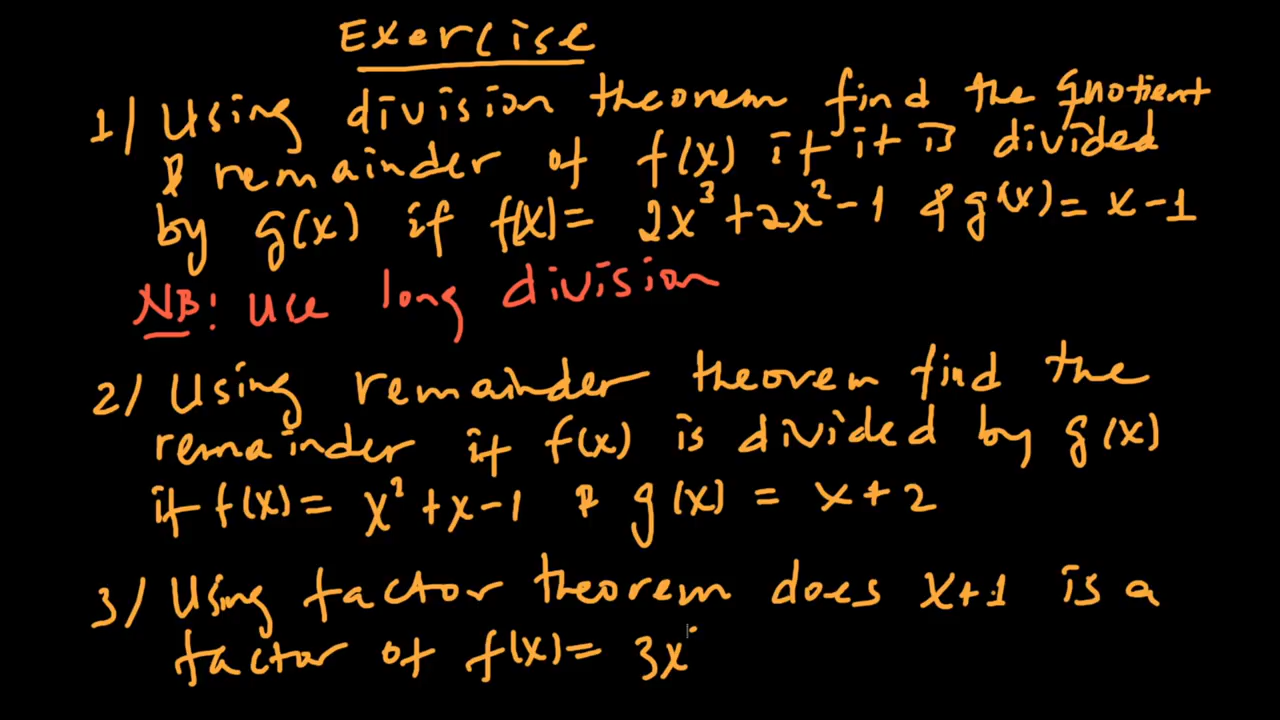 Exercise
1) Using division theorem find the quotient
& remainder of f(x) if it is divided
by g(x) if f(x) = 2x³ + 2x² - 1 & g(x) = x - 1
NB: Use long division
2) Using remainder theorem find the
remainder if f(x) is divided by g(x)
if f(x) = x² + x - 1 & g(x) = x + 2
3) Using factor theorem does x + 1 is a
factor of f(x) = 3x